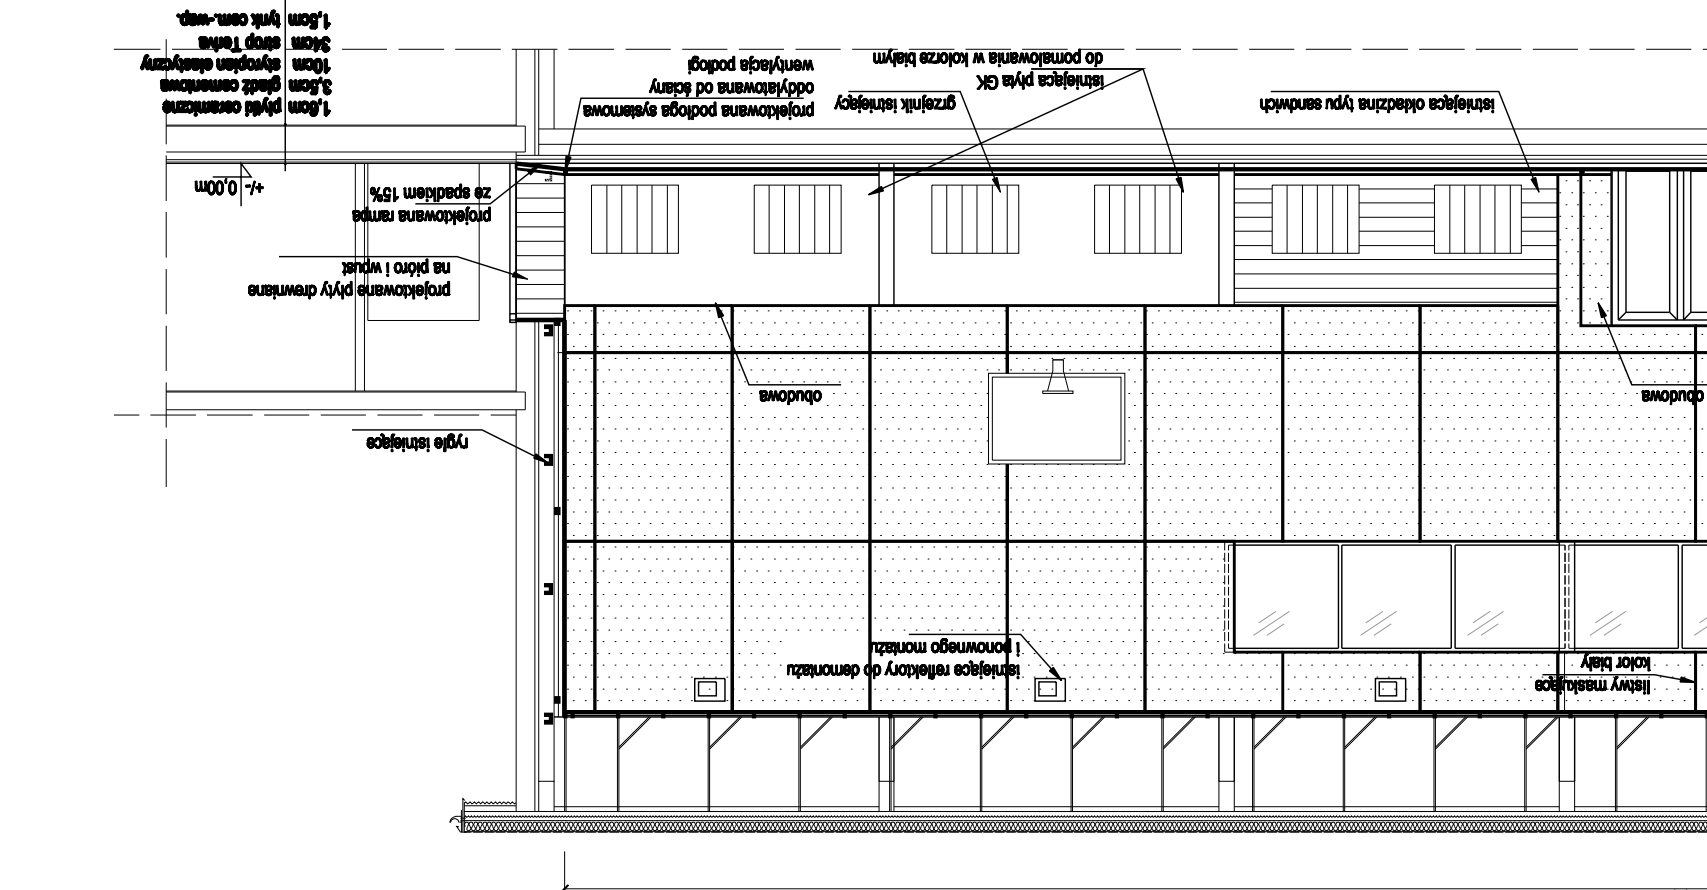 listwy maskujące
kolor biały
istniejące reflektory do demontażu
i ponownego montażu
rygle istniejące
obudowa
obudowa
projektowane płyty drewniane
na pióro i wpust
projektowana rampa
ze spadkiem 15%
+/- 0,00m
istniejąca okładzina typu sandwich
istniejąca płyta GK
do pomalowania w kolorze białym
grzejnik istniejący
projektowana podłoga systemowa
oddylatowana od ściany
wentylacja podłogi
1,5cm płytki ceramiczne
3,5cm gładź cementowa
10cm styropian elastyczny
34cm strop Teriva
1,5cm tynk cem.-wap.